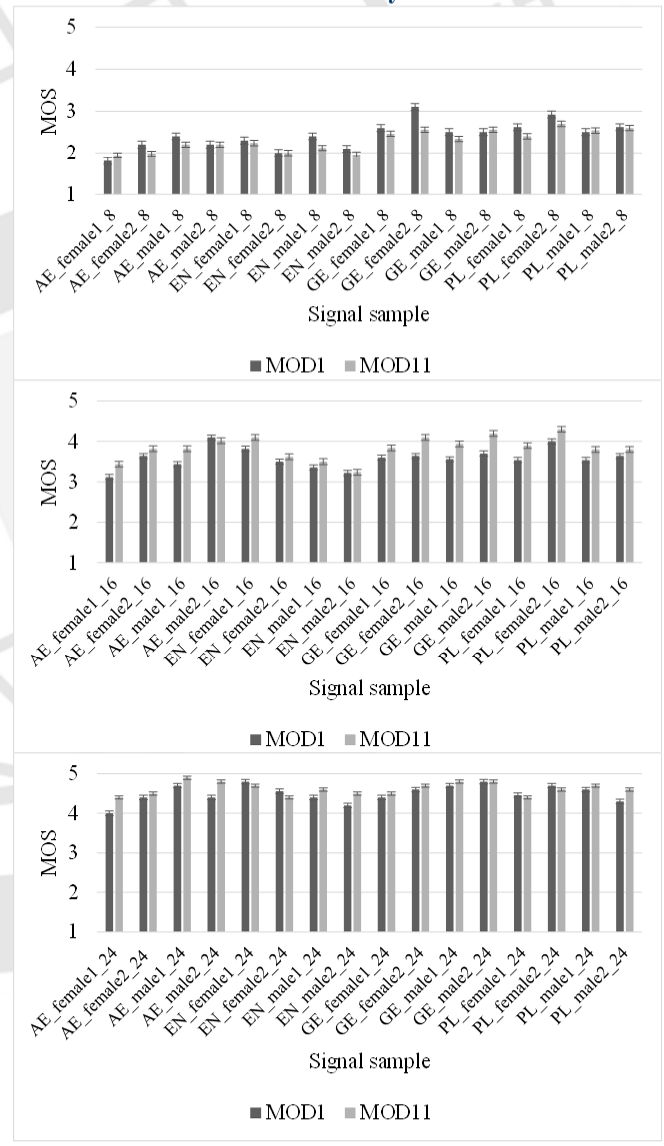 5
4
3
2
1
MOS
AE_female1_8
AE_female2_8
AE_male1_8
AE_male2_8
EN_female1_8
EN_female2_8
EN_male1_8
EN_male2_8
GE_female1_8
GE_female2_8
GE_male1_8
GE_male2_8
PL_female1_8
PL_female2_8
PL_male1_8
PL_male2_8
Signal sample
MOD1 MOD11
5
4
3
2
1
MOS
AE_female1_16
AE_female2_16
AE_male1_16
AE_male2_16
EN_female1_16
EN_female2_16
EN_male1_16
EN_male2_16
GE_female1_16
GE_female2_16
GE_male1_16
GE_male2_16
PL_female1_16
PL_female2_16
PL_male1_16
PL_male2_16
Signal sample
MOD1 MOD11
5
4
3
2
1
MOS
AE_female1_24
AE_female2_24
AE_male1_24
AE_male2_24
EN_female1_24
EN_female2_24
EN_male1_24
EN_male2_24
GE_female1_24
GE_female2_24
GE_male1_24
GE_male2_24
PL_female1_24
PL_female2_24
PL_male1_24
PL_male2_24
Signal sample
MOD1 MOD11